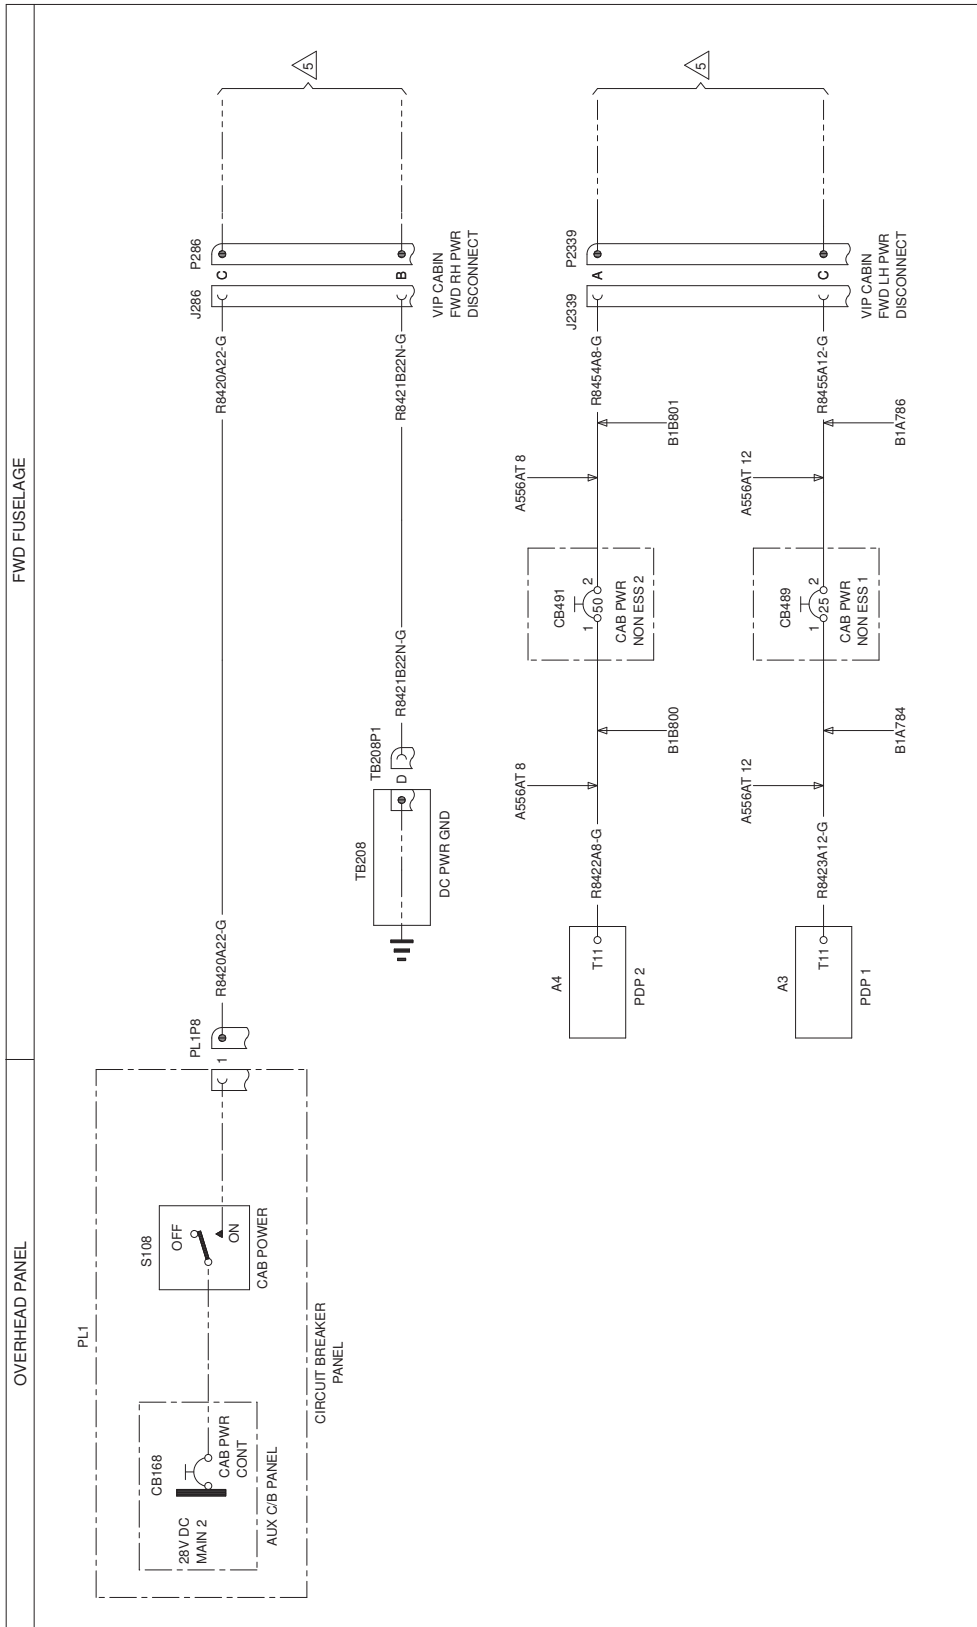 OVERHEAD PANEL
FWD FUSELAGE
PL1
28V DC
MAIN 2
CB168
CAB PWR
CONT
AUX C/B PANEL
CIRCUIT BREAKER
PANEL
S108
OFF
ON
CAB POWER
PL1P8
1
R8420A22-G
R8420A22-G
J286
P286
C
B
VIP CABIN
FWD RH PWR
DISCONNECT
5
TB208
DC PWR GND
TB208P1
D
R8421B22N-G
R8421B22N-G
A4
T11
PDP 2
R8422A8-G
A556AT 8
B1B800
CB491
1
50
2
CAB PWR
NON ESS 2
A556AT 8
B1B801
R8454A8-G
J2339
P2339
A
C
VIP CABIN
FWD LH PWR
DISCONNECT
5
A3
T11
PDP 1
R8423A12-G
A556AT 12
B1A784
CB489
1
25
2
CAB PWR
NON ESS 1
A556AT 12
B1A786
R8455A12-G